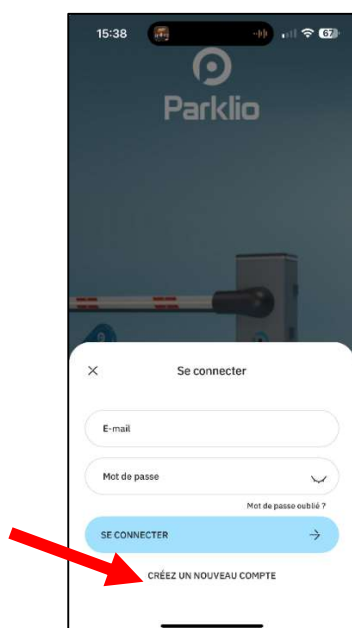 15:38
67
Parklio
Se connecter
E-mail
Mot de passe
Mot de passe oublié ?
SE CONNECTER
CRÉEZ UN NOUVEAU COMPTE